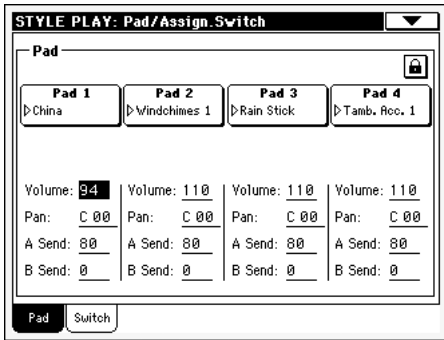 STYLE PLAY: Pad/Assign.Switch
Pad
Pad 1 Pad 2 Pad 3 Pad 4
China Windchimes 1 Rain Stick Tamb. Acc. 1
Volume: 94 Volume: 110 Volume: 110 Volume: 110
Pan: C 00 Pan: C 00 Pan: C 00 Pan: C 00
A Send: 80 A Send: 80 A Send: 80 A Send: 80
B Send: 0 B Send: 0 B Send: 0 B Send: 0
Pad Switch